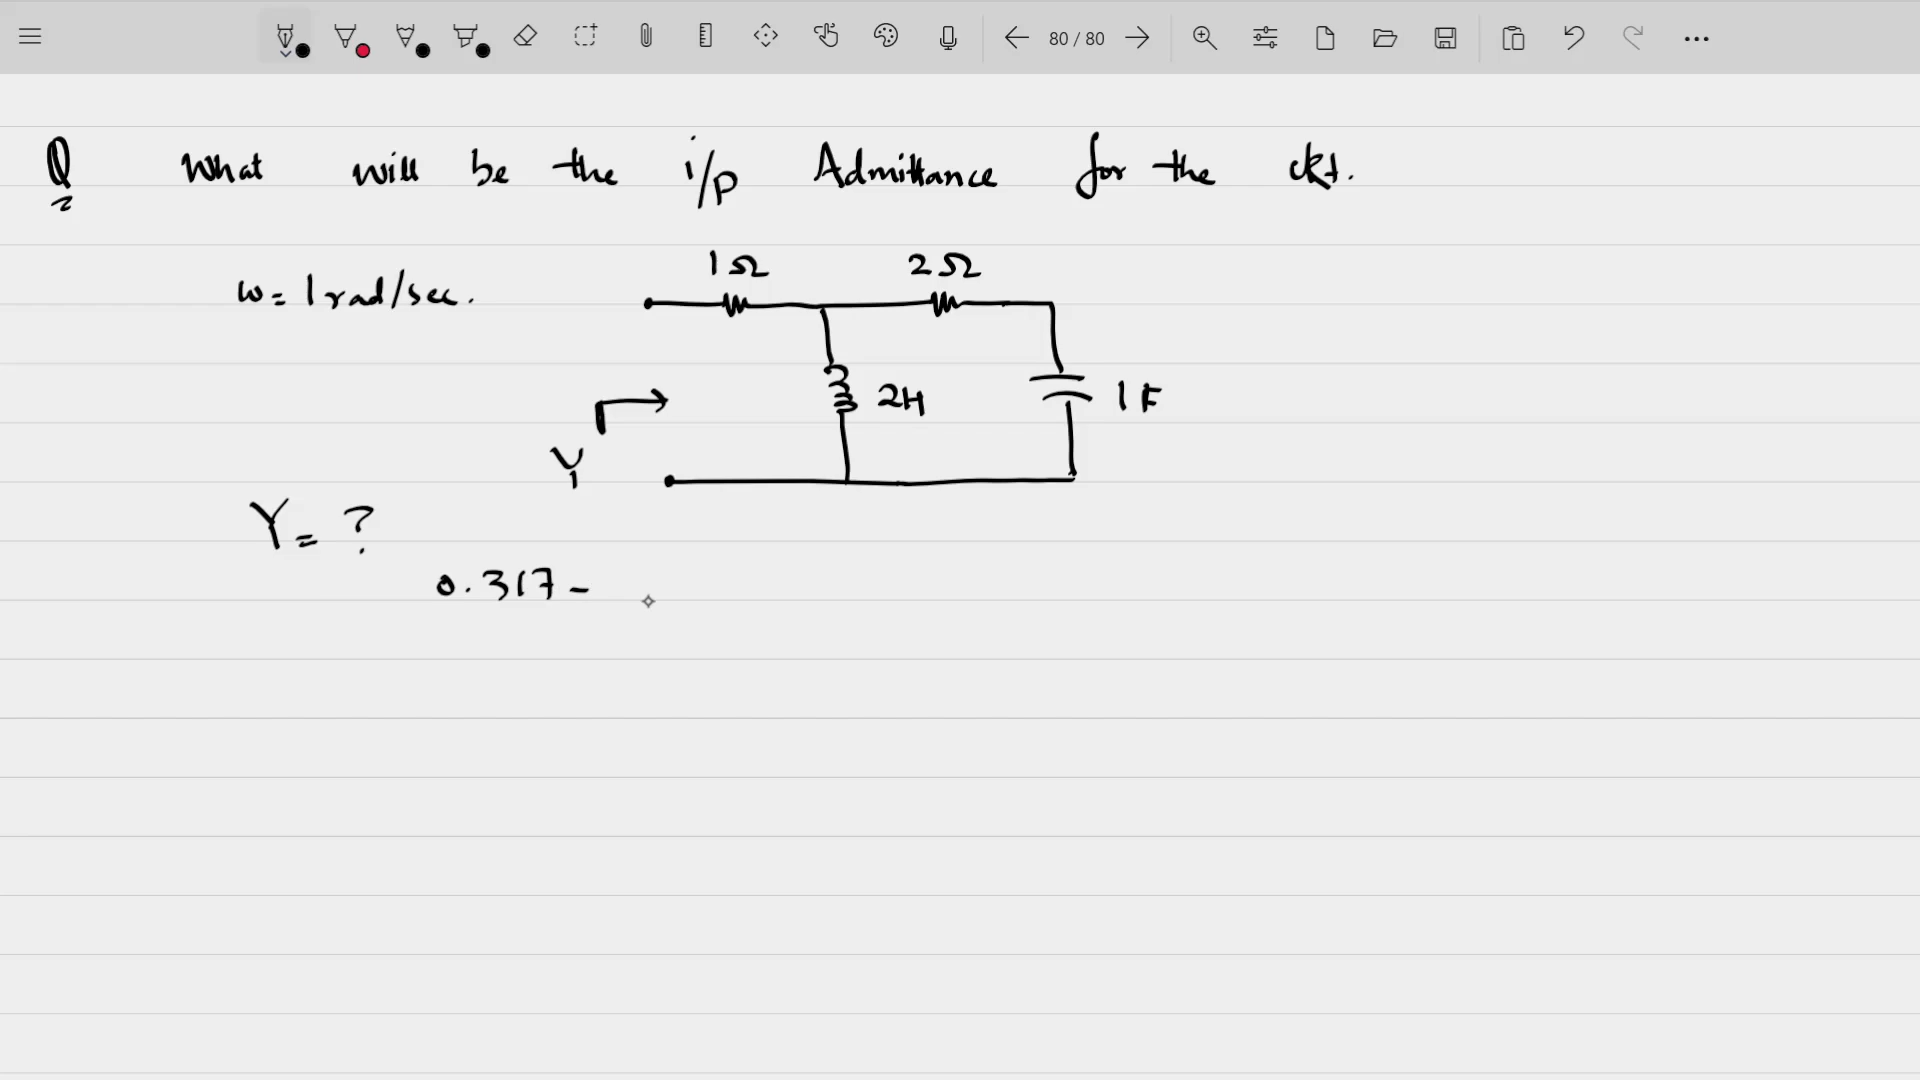 80 / 80
Q What will be the i/p Admittance for the ckt.
1Ω 2Ω
ω = 1 rad/sec.
2H 1F
Y
Y = ?
0.317 -